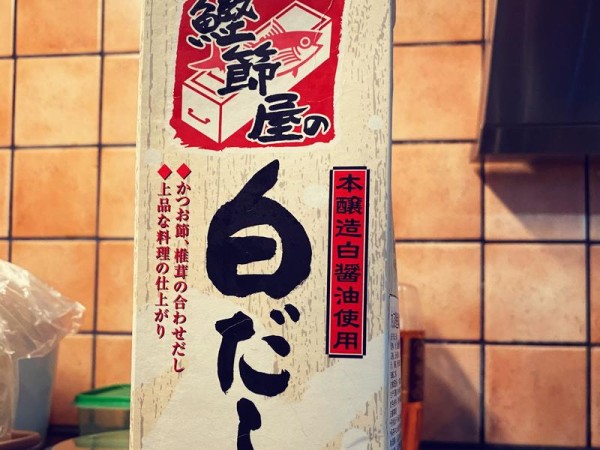 鰹節屋の
白だし
本醸造白醤油使用
◆かつお節、椎茸の合わせだし
◆上品な料理の仕上がり